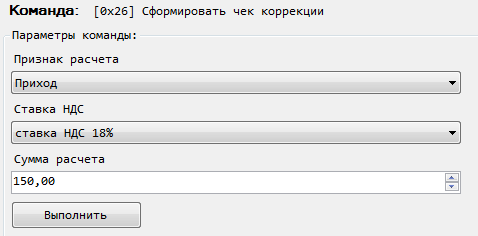 Команда: [0x26] Сформировать чек коррекции
Параметры команды:
Признак расчета
Приход
Ставка НДС
ставка НДС 18%
Сумма расчета
150,00
Выполнить